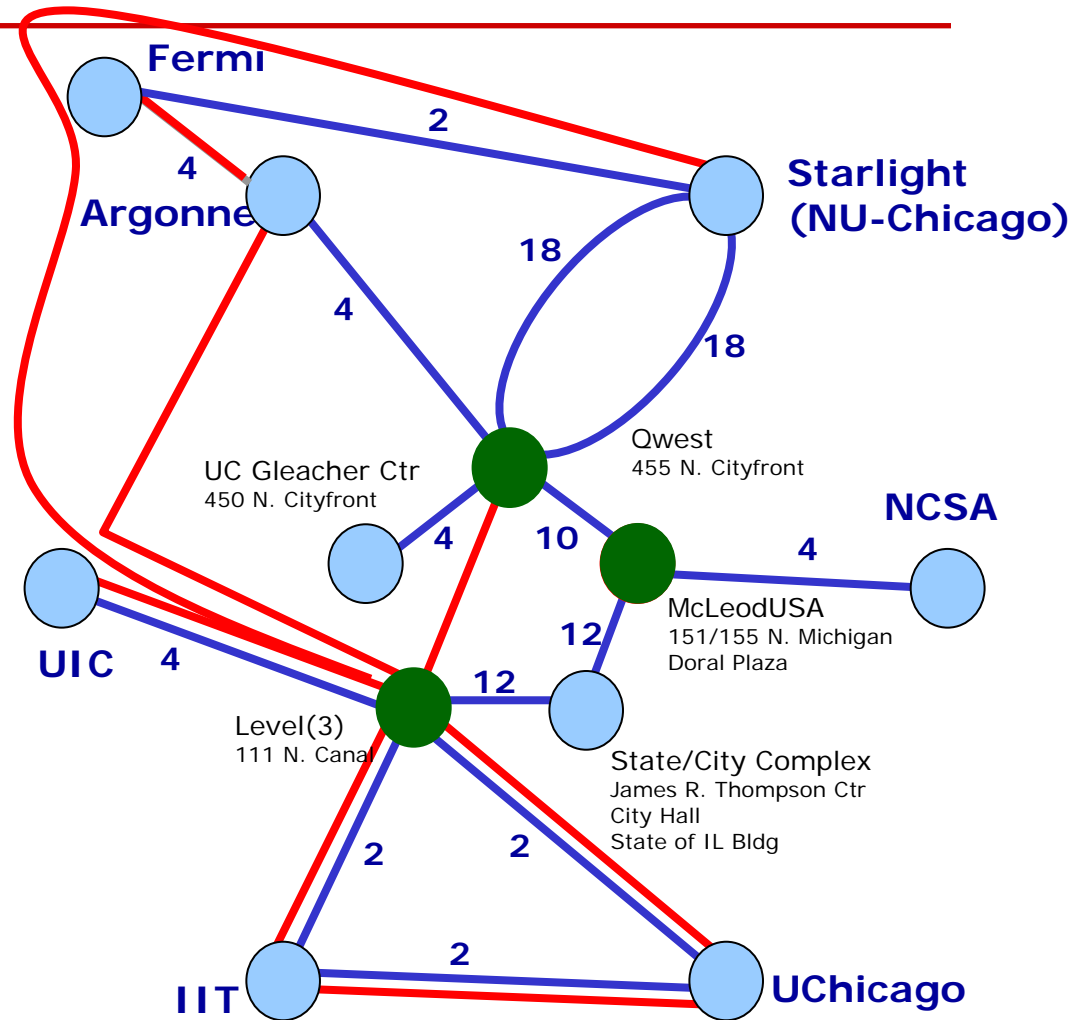 Fermi
2
4
Argonne
Starlight
(NU-Chicago)
18
4
18
Qwest
455 N. Cityfront
UC Gleacher Ctr
450 N. Cityfront
4
10
NCSA
4
McLeodUSA
151/155 N. Michigan
Doral Plaza
12
UIC
4
12
Level(3)
111 N. Canal
State/City Complex
James R. Thompson Ctr
City Hall
State of IL Bldg
2
2
2
IIT
UChicago